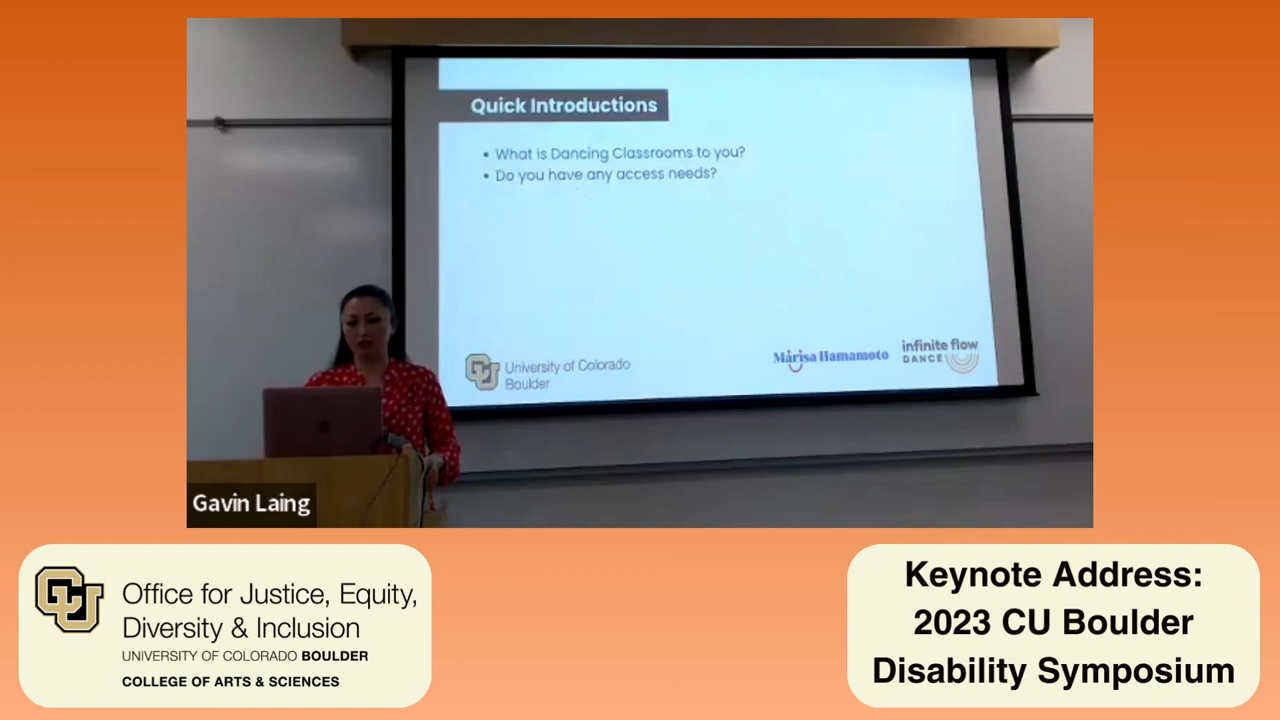 Quick Introductions
• What is Dancing Classrooms to you?
• Do you have any access needs?
CU
University of Colorado
Boulder
Marisa Hamamoto
infinite flow
DANCE
Gavin Laing
CU
Office for Justice, Equity,
Diversity & Inclusion
UNIVERSITY OF COLORADO BOULDER
COLLEGE OF ARTS & SCIENCES
Keynote Address:
2023 CU Boulder
Disability Symposium